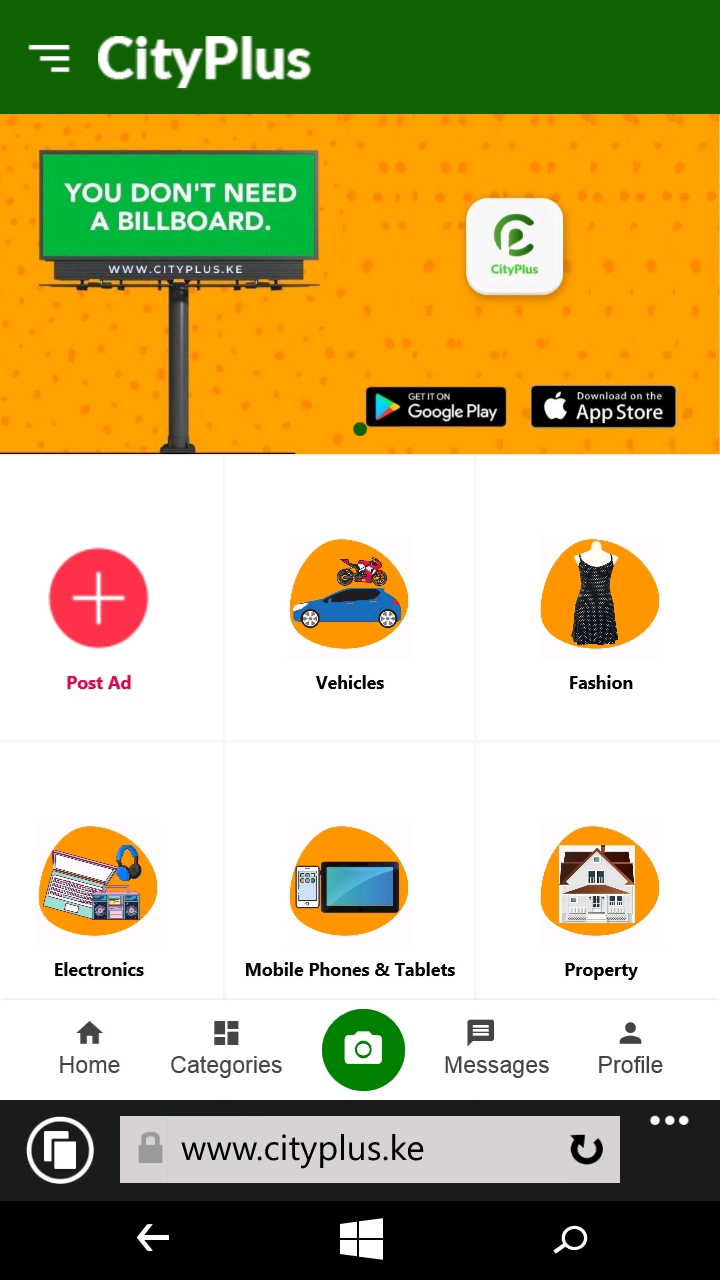 CityPlus
YOU DON'T NEED
A BILLBOARD.
WWW.CITYPLUS.KE
CityPlus
GET IT ON
Google Play
Download on the
App Store
Post Ad
Vehicles
Fashion
Electronics
Mobile Phones & Tablets
Property
Home
Categories
Messages
Profile
www.cityplus.ke